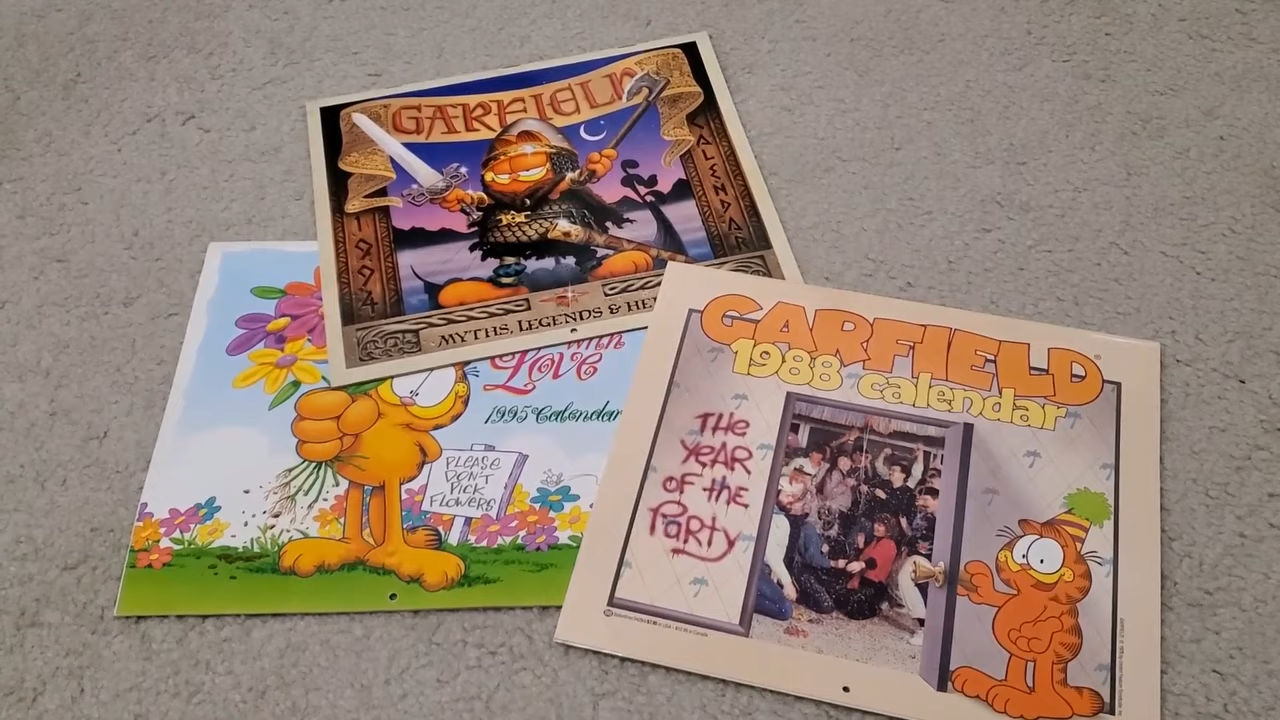 GARFIELD
CALENDAR
1994
MYTHS, LEGENDS &
with
Love
1995 Calendar
PLEASE
DON'T
PICK
FLOWERS
GARFIELD
1988 calendar
THE
YEAR
OF the
PARTY